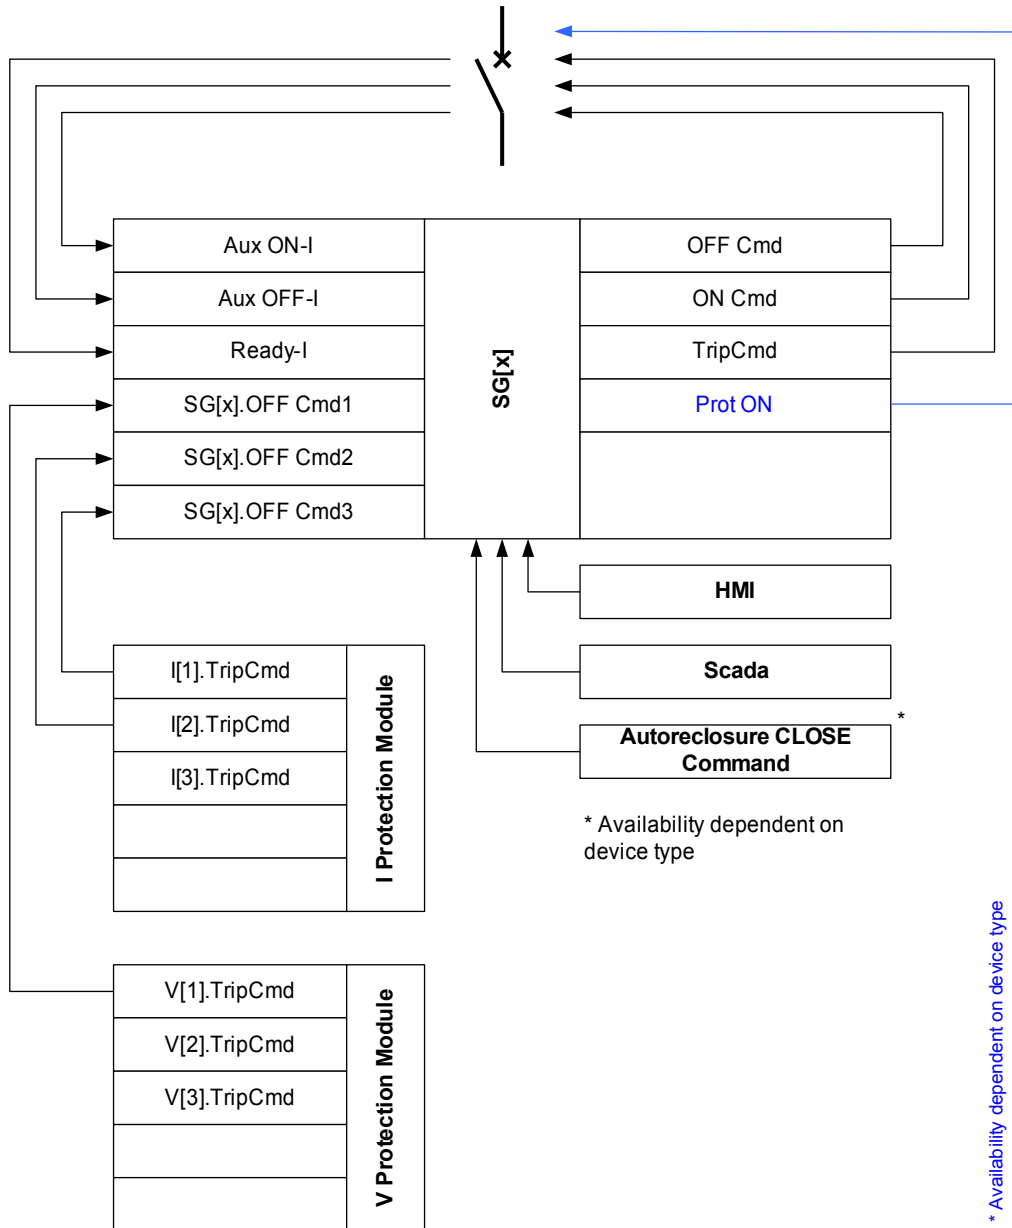 Aux ON-I
Aux OFF-I
Ready-I
SG[x].OFF Cmd1
SG[x].OFF Cmd2
SG[x].OFF Cmd3
SG[x]
OFF Cmd
ON Cmd
TripCmd
Prot ON
HMI
Scada
Autoreclosure CLOSE
Command
*
* Availability dependent on
device type
I[1].TripCmd
I[2].TripCmd
I[3].TripCmd
I Protection Module
V[1].TripCmd
V[2].TripCmd
V[3].TripCmd
V Protection Module
* Availability dependent on device type